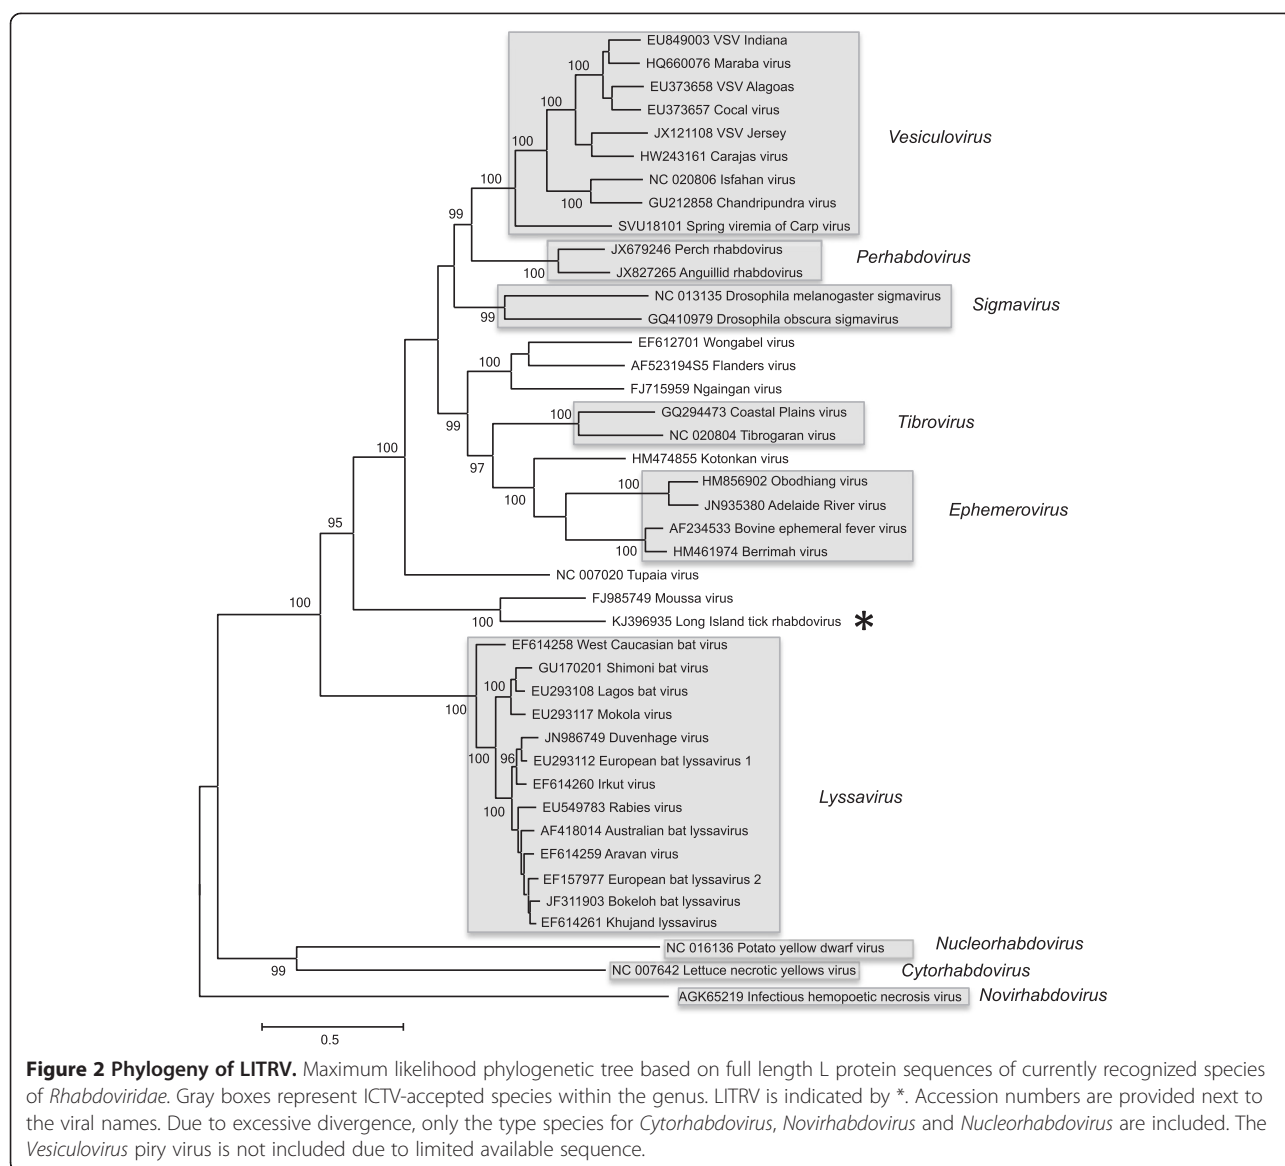 EU849003 VSV Indiana
100
HQ660076 Maraba virus
EU373658 VSV Alagoas
100
EU373657 Cocal virus
JX121108 VSV Jersey
Vesiculovirus
100
HW243161 Carajas virus
100
NC 020806 Isfahan virus
100
GU212858 Chandripundra virus
99
SVU18101 Spring viremia of Carp virus
JX679246 Perch rhabdovirus
Perhabdovirus
100
JX827265 Anguillid rhabdovirus
NC 013135 Drosophila melanogaster sigmavirus
Sigmavirus
99
GQ410979 Drosophila obscura sigmavirus
EF612701 Wongabel virus
100
AF523194S5 Flanders virus
FJ715959 Ngaingan virus
100
GQ294473 Coastal Plains virus
Tibrovirus
99
NC 020804 Tibrogaran virus
100
HM474855 Kotonkan virus
97
100
HM856902 Obodhiang virus
100
JN935380 Adelaide River virus
Ephemerovirus
95
AF234533 Bovine ephemeral fever virus
100
HM461974 Berrimah virus
NC 007020 Tupaia virus
100
FJ985749 Moussa virus
100
KJ396935 Long Island tick rhabdovirus *
EF614258 West Caucasian bat virus
GU170201 Shimoni bat virus
100
EU293108 Lagos bat virus
100
EU293117 Mokola virus
JN986749 Duvenhage virus
100
96
EU293112 European bat lyssavirus 1
EF614260 Irkut virus
Lyssavirus
100
EU549783 Rabies virus
AF418014 Australian bat lyssavirus
EF614259 Aravan virus
EF157977 European bat lyssavirus 2
JF311903 Bokeloh bat lyssavirus
EF614261 Khujand lyssavirus
NC 016136 Potato yellow dwarf virus
Nucleorhabdovirus
99
NC 007642 Lettuce necrotic yellows virus
Cytorhabdovirus
AGK65219 Infectious hemopoetic necrosis virus
Novirhabdovirus
0.5
Figure 2 Phylogeny of LITRV. Maximum likelihood phylogenetic tree based on full length L protein sequences of currently recognized species
of Rhabdoviridae. Gray boxes represent ICTV-accepted species within the genus. LITRV is indicated by *. Accession numbers are provided next to
the viral names. Due to excessive divergence, only the type species for Cytorhabdovirus, Novirhabdovirus and Nucleorhabdovirus are included. The
Vesiculovirus piry virus is not included due to limited available sequence.